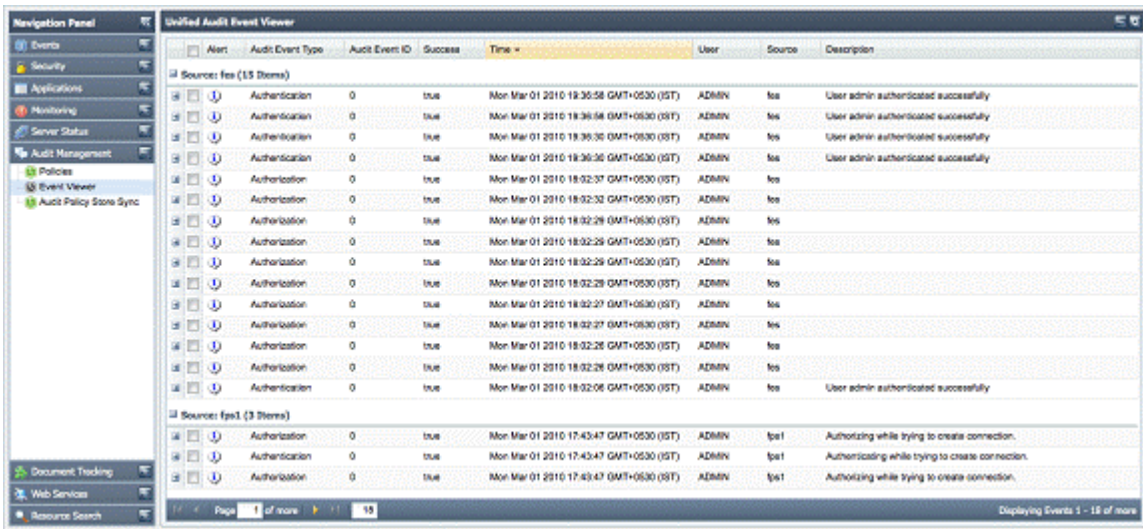 Navigation Panel
Events
Security
Applications
Monitoring
Server Status
Audit Management
Policies
Event Viewer
Audit Policy Store Sync
Document Tracking
Web Services
Resource Search
Unified Audit Event Viewer
Alert Audit Event Type Audit Event ID Success Time User Source Description
Source: fes (15 Items)
Authentication 0 true Mon Mar 01 2010 19:36:58 GMT+0530 (IST) ADMIN fes User admin authenticated successfully
Authentication 0 true Mon Mar 01 2010 19:36:58 GMT+0530 (IST) ADMIN fes User admin authenticated successfully
Authentication 0 true Mon Mar 01 2010 19:36:30 GMT+0530 (IST) ADMIN fes User admin authenticated successfully
Authentication 0 true Mon Mar 01 2010 19:36:30 GMT+0530 (IST) ADMIN fes User admin authenticated successfully
Authorization 0 true Mon Mar 01 2010 18:02:37 GMT+0530 (IST) ADMIN fes
Authorization 0 true Mon Mar 01 2010 18:02:32 GMT+0530 (IST) ADMIN fes
Authorization 0 true Mon Mar 01 2010 18:02:29 GMT+0530 (IST) ADMIN fes
Authorization 0 true Mon Mar 01 2010 18:02:29 GMT+0530 (IST) ADMIN fes
Authorization 0 true Mon Mar 01 2010 18:02:29 GMT+0530 (IST) ADMIN fes
Authorization 0 true Mon Mar 01 2010 18:02:29 GMT+0530 (IST) ADMIN fes
Authorization 0 true Mon Mar 01 2010 18:02:27 GMT+0530 (IST) ADMIN fes
Authorization 0 true Mon Mar 01 2010 18:02:27 GMT+0530 (IST) ADMIN fes
Authorization 0 true Mon Mar 01 2010 18:02:26 GMT+0530 (IST) ADMIN fes
Authorization 0 true Mon Mar 01 2010 18:02:26 GMT+0530 (IST) ADMIN fes
Authentication 0 true Mon Mar 01 2010 18:02:06 GMT+0530 (IST) ADMIN fes User admin authenticated successfully
Source: fps1 (3 Items)
Authorization 0 true Mon Mar 01 2010 17:43:47 GMT+0530 (IST) ADMIN fps1 Authorizing while trying to create connection.
Authentication 0 true Mon Mar 01 2010 17:43:47 GMT+0530 (IST) ADMIN fps1 Authenticating while trying to create connection.
Authorization 0 true Mon Mar 01 2010 17:43:47 GMT+0530 (IST) ADMIN fps1 Authorizing while trying to create connection.
Page 1 of more 18 Displaying Events 1 - 18 of more